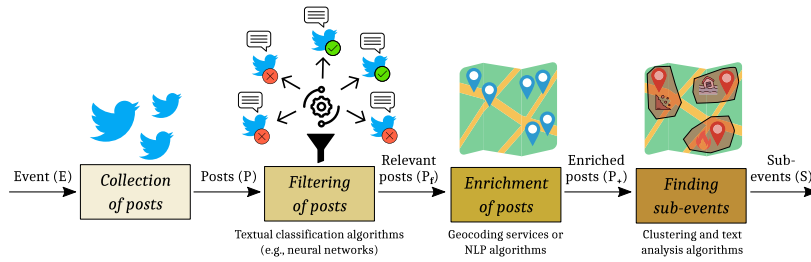 Event (E)
Collection
of posts
Posts (P)
Filtering
of posts
Textual classification algorithms
(e.g., neural networks)
Relevant
posts (Pf)
Enrichment
of posts
Geocoding services or
NLP algorithms
Enriched
posts (P+)
Finding
sub-events
Clustering and text
analysis algorithms
Sub-
events (S)